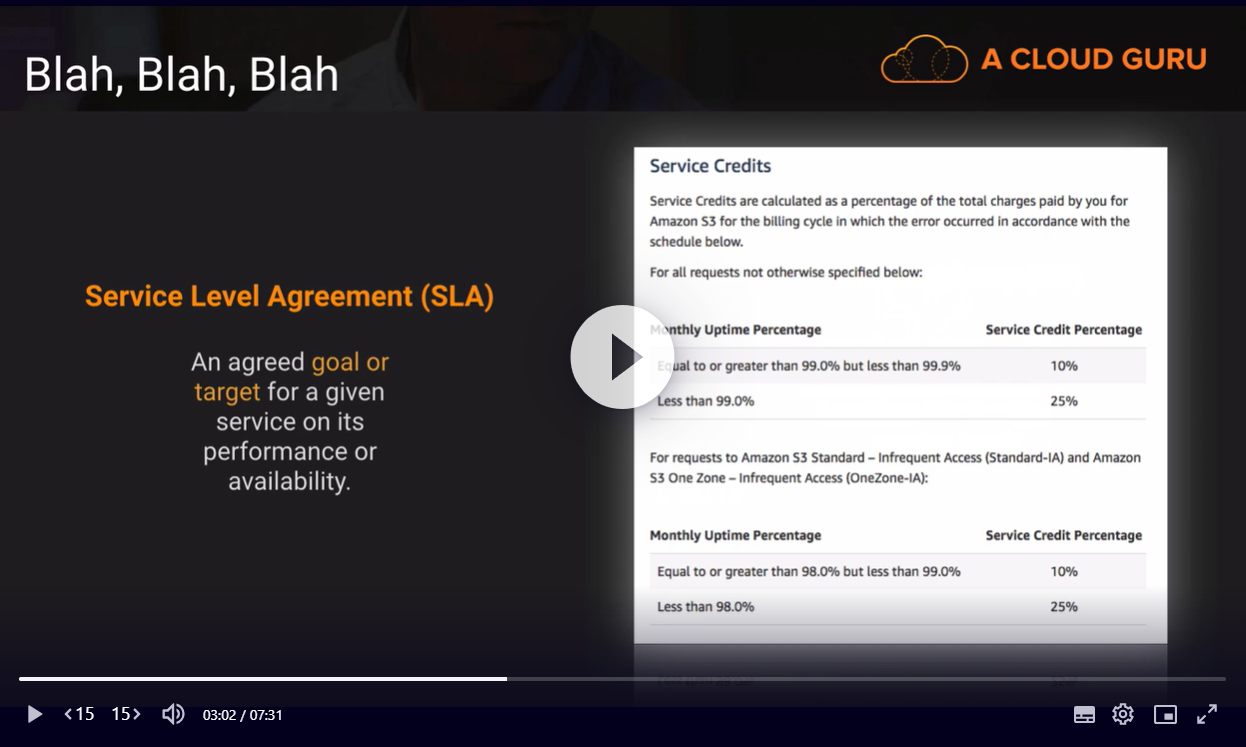 Blah, Blah, Blah
A CLOUD GURU
Service Level Agreement (SLA)
An agreed goal or
target for a given
service on its
performance or
availability.
Service Credits
Service Credits are calculated as a percentage of the total charges paid by you for
Amazon S3 for the billing cycle in which the error occurred in accordance with the
schedule below.
For all requests not otherwise specified below:
Monthly Uptime Percentage Service Credit Percentage
Equal to or greater than 99.0% but less than 99.9% 10%
Less than 99.0% 25%
For requests to Amazon S3 Standard – Infrequent Access (Standard-IA) and Amazon
S3 One Zone – Infrequent Access (OneZone-IA):
Monthly Uptime Percentage Service Credit Percentage
Equal to or greater than 98.0% but less than 99.0% 10%
Less than 98.0% 25%
15 15 03:02 / 07:31